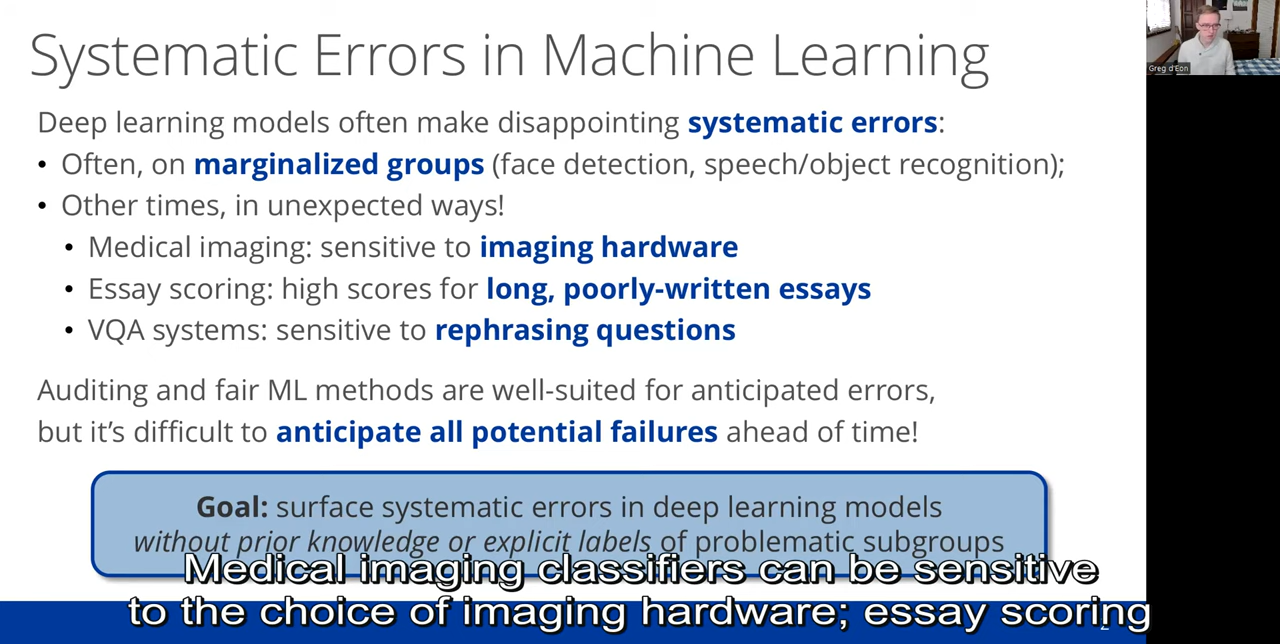 Systematic Errors in Machine Learning
Greg d'Eon
Deep learning models often make disappointing systematic errors:
• Often, on marginalized groups (face detection, speech/object recognition);
• Other times, in unexpected ways!
• Medical imaging: sensitive to imaging hardware
• Essay scoring: high scores for long, poorly-written essays
• VQA systems: sensitive to rephrasing questions
Auditing and fair ML methods are well-suited for anticipated errors,
but it's difficult to anticipate all potential failures ahead of time!
Goal: surface systematic errors in deep learning models
without prior knowledge or explicit labels of problematic subgroups
Medical imaging classifiers can be sensitive
to the choice of imaging hardware; essay scoring